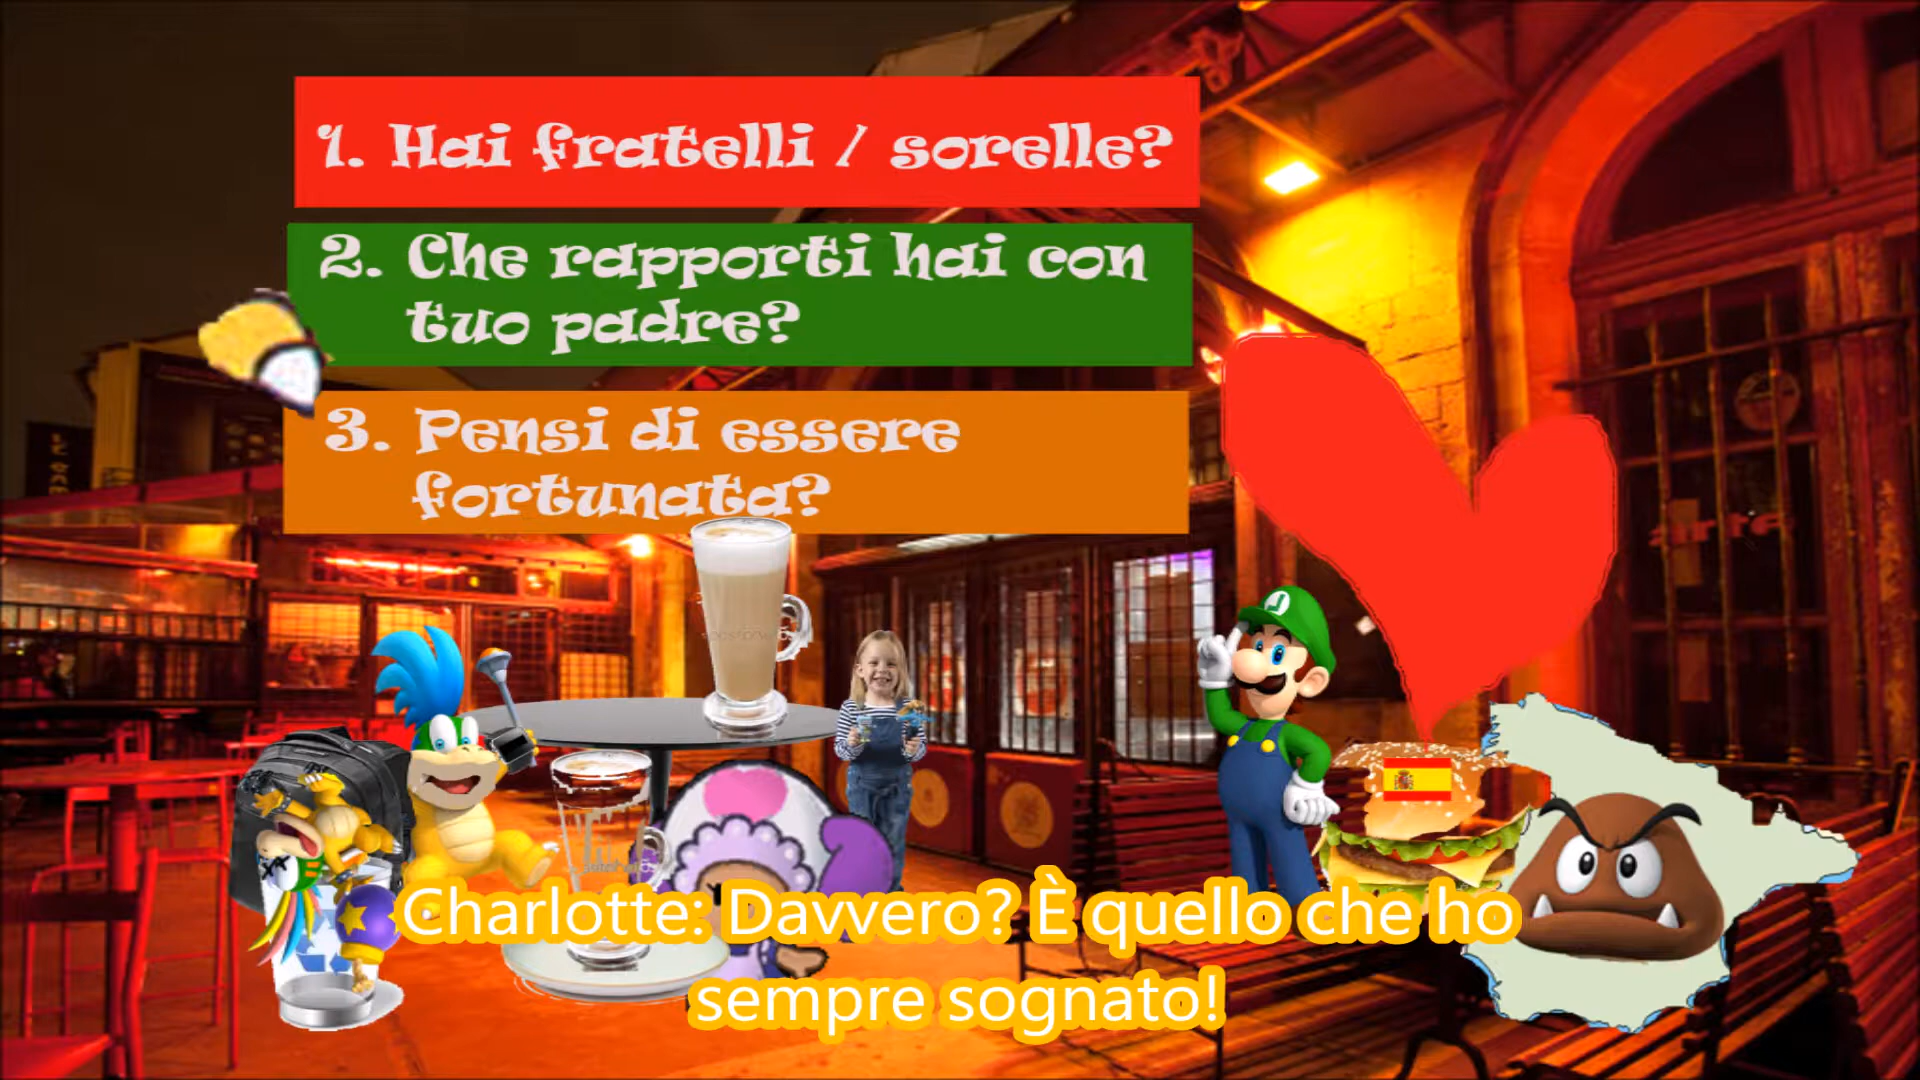 1. Hai fratelli / sorelle?
2. Che rapporti hai con
tuo padre?
3. Pensi di essere
fortunata?
L
Charlotte: Davvero? È quello che ho
sempre sognato!